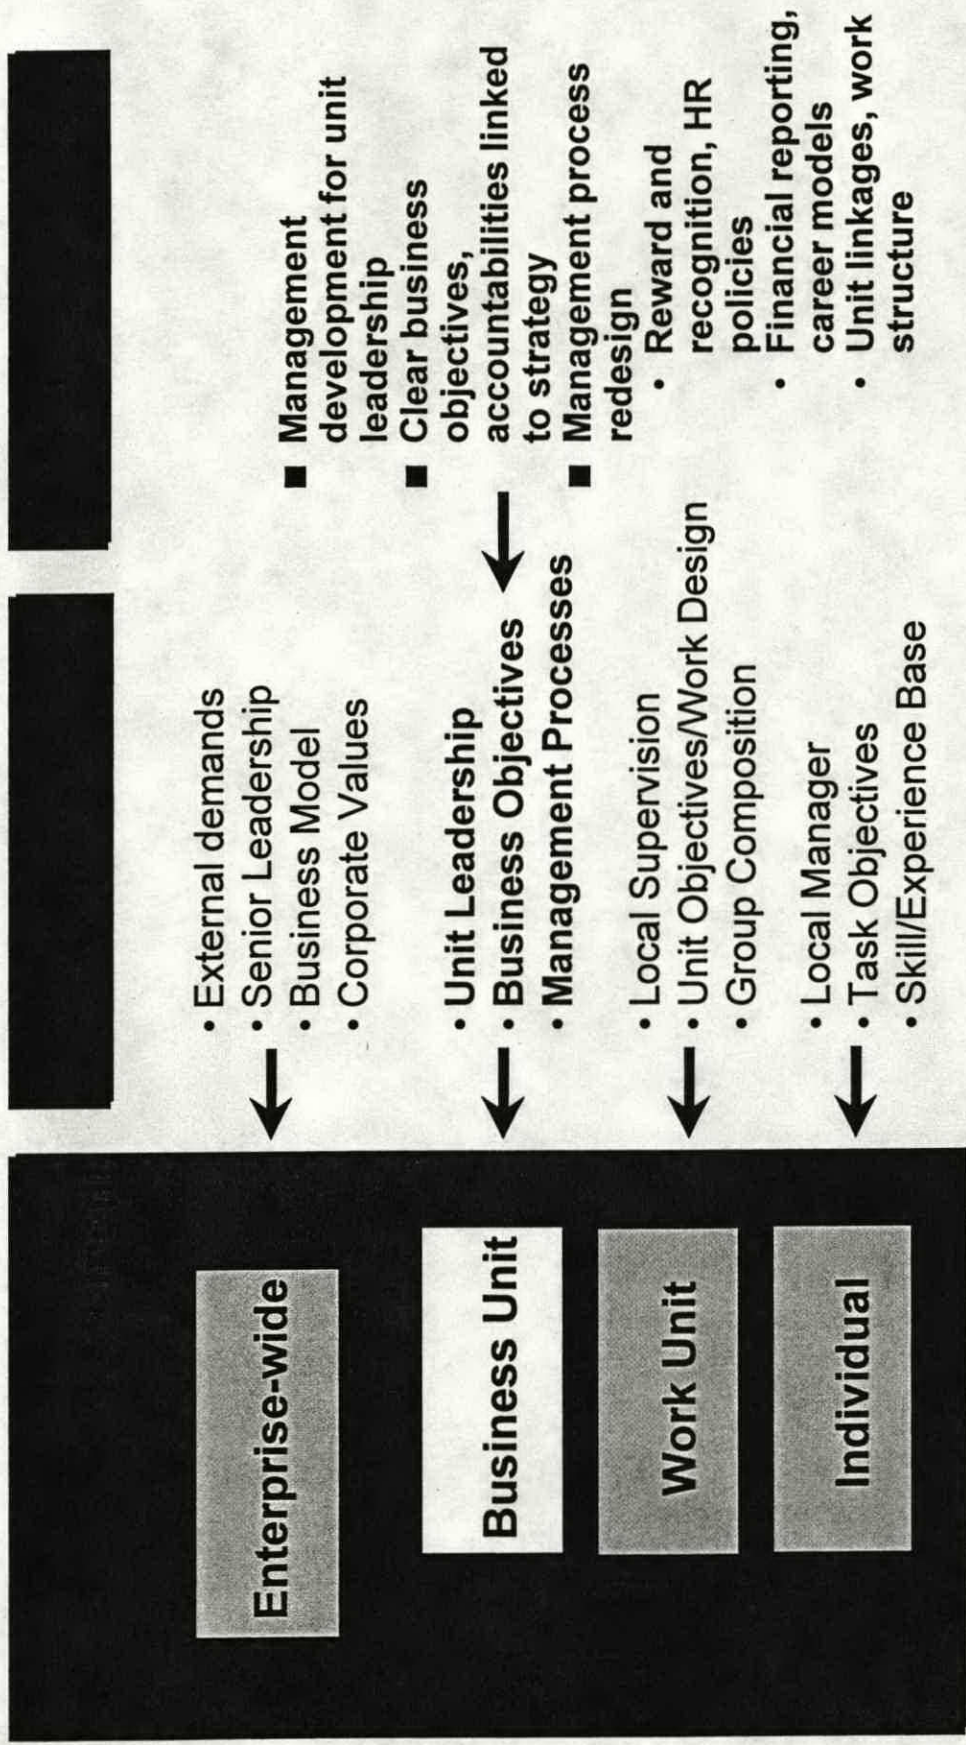 Enterprise-wide
• External demands
• Senior Leadership
• Business Model
• Corporate Values
Business Unit
• Unit Leadership
• Business Objectives
• Management Processes
■ Management
development for unit
leadership
■ Clear business
objectives,
accountabilities linked
to strategy
■ Management process
redesign
• Reward and
recognition, HR
policies
• Financial reporting,
career models
• Unit linkages, work
structure
Work Unit
• Local Supervision
• Unit Objectives/Work Design
• Group Composition
Individual
• Local Manager
• Task Objectives
• Skill/Experience Base